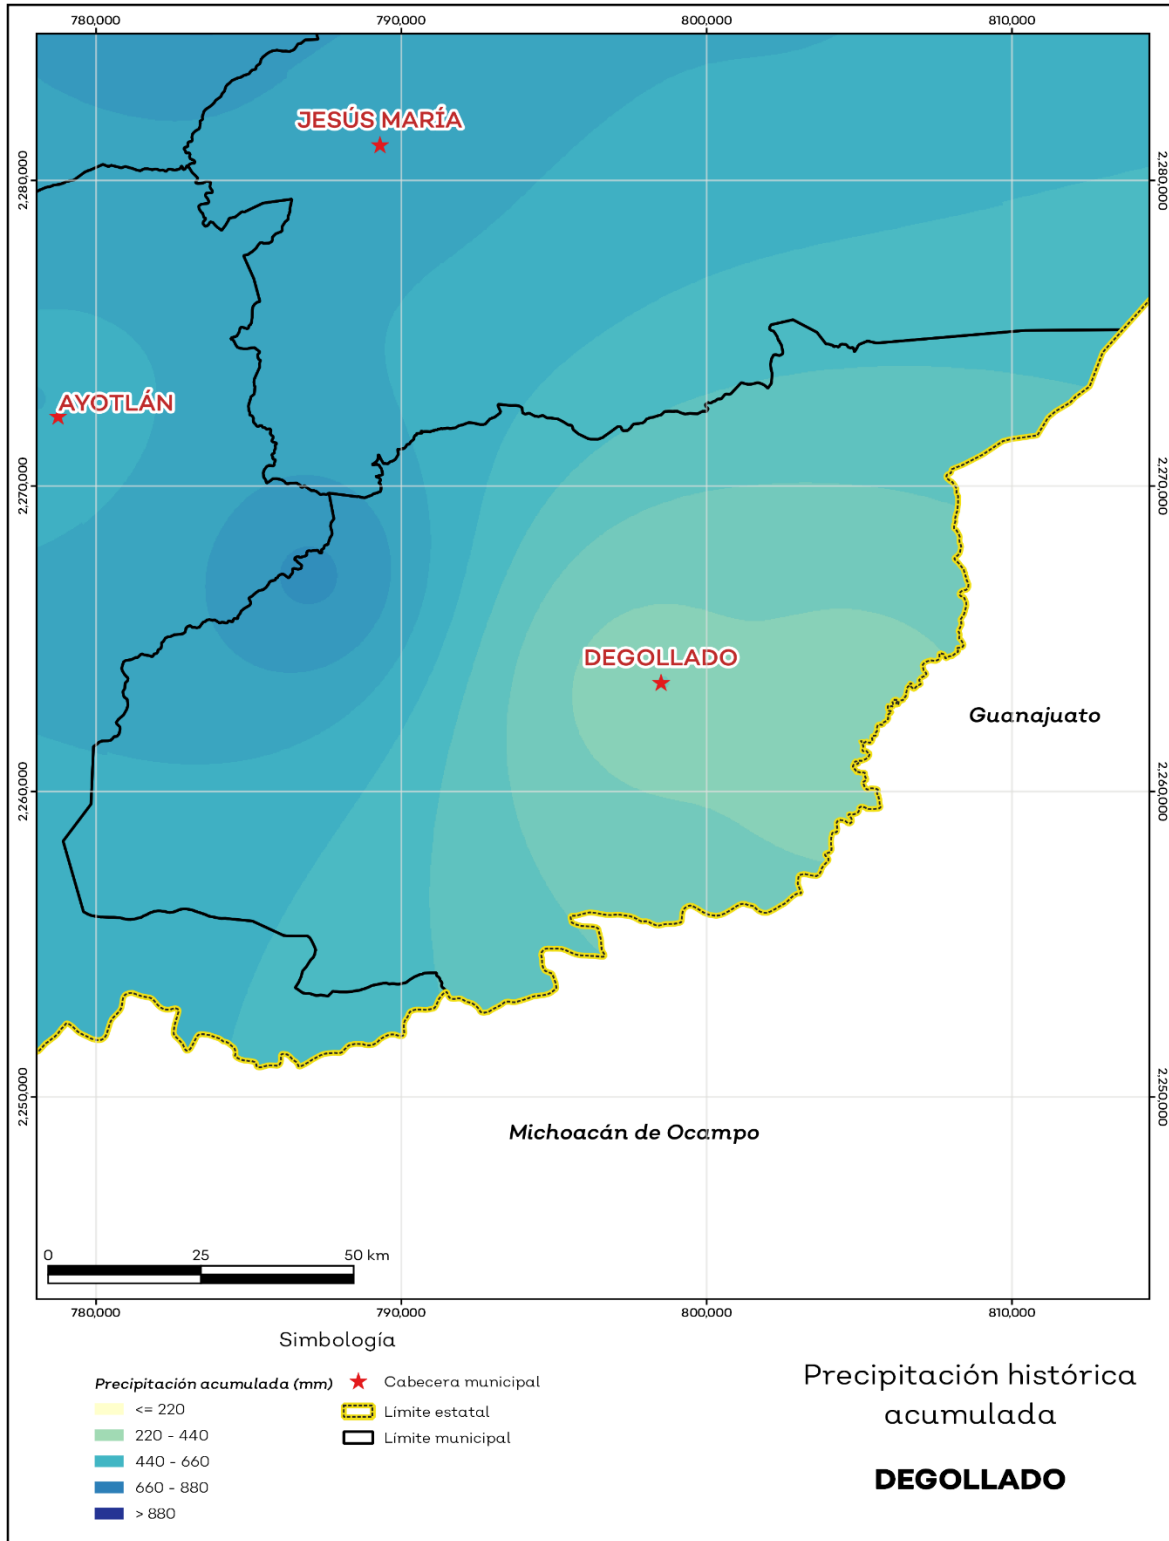 780,000 790,000 800,000 810,000
JESÚS MARÍA
2,280,000 2,280,000
AYOTLÁN
2,270,000 2,270,000
DEGOLLADO
Guanajuato
2,260,000 2,260,000
2,250,000 2,250,000
Michoacán de Ocampo
0 25 50 km
780,000 790,000 800,000 810,000
Simbología
Precipitación acumulada (mm)
<= 220
220 - 440
440 - 660
660 - 880
> 880
Cabecera municipal
Límite estatal
Límite municipal
Precipitación histórica
acumulada
DEGOLLADO